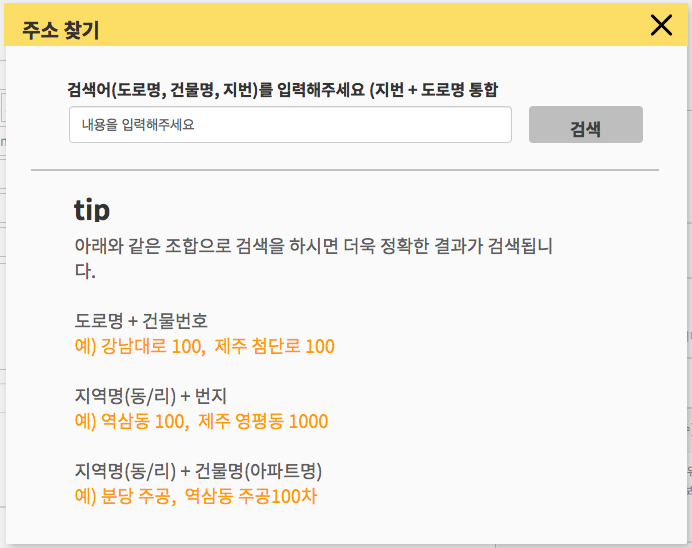 주소 찾기
검색어(도로명, 건물명, 지번)를 입력해주세요 (지번 + 도로명 통합
내용을 입력해주세요
검색
tip
아래와 같은 조합으로 검색을 하시면 더욱 정확한 결과가 검색됩니
다.
도로명 + 건물번호
예) 강남대로 100, 제주 첨단로 100
지역명(동/리) + 번지
예) 역삼동 100, 제주 영평동 1000
지역명(동/리) + 건물명(아파트명)
예) 분당 주공, 역삼동 주공100차